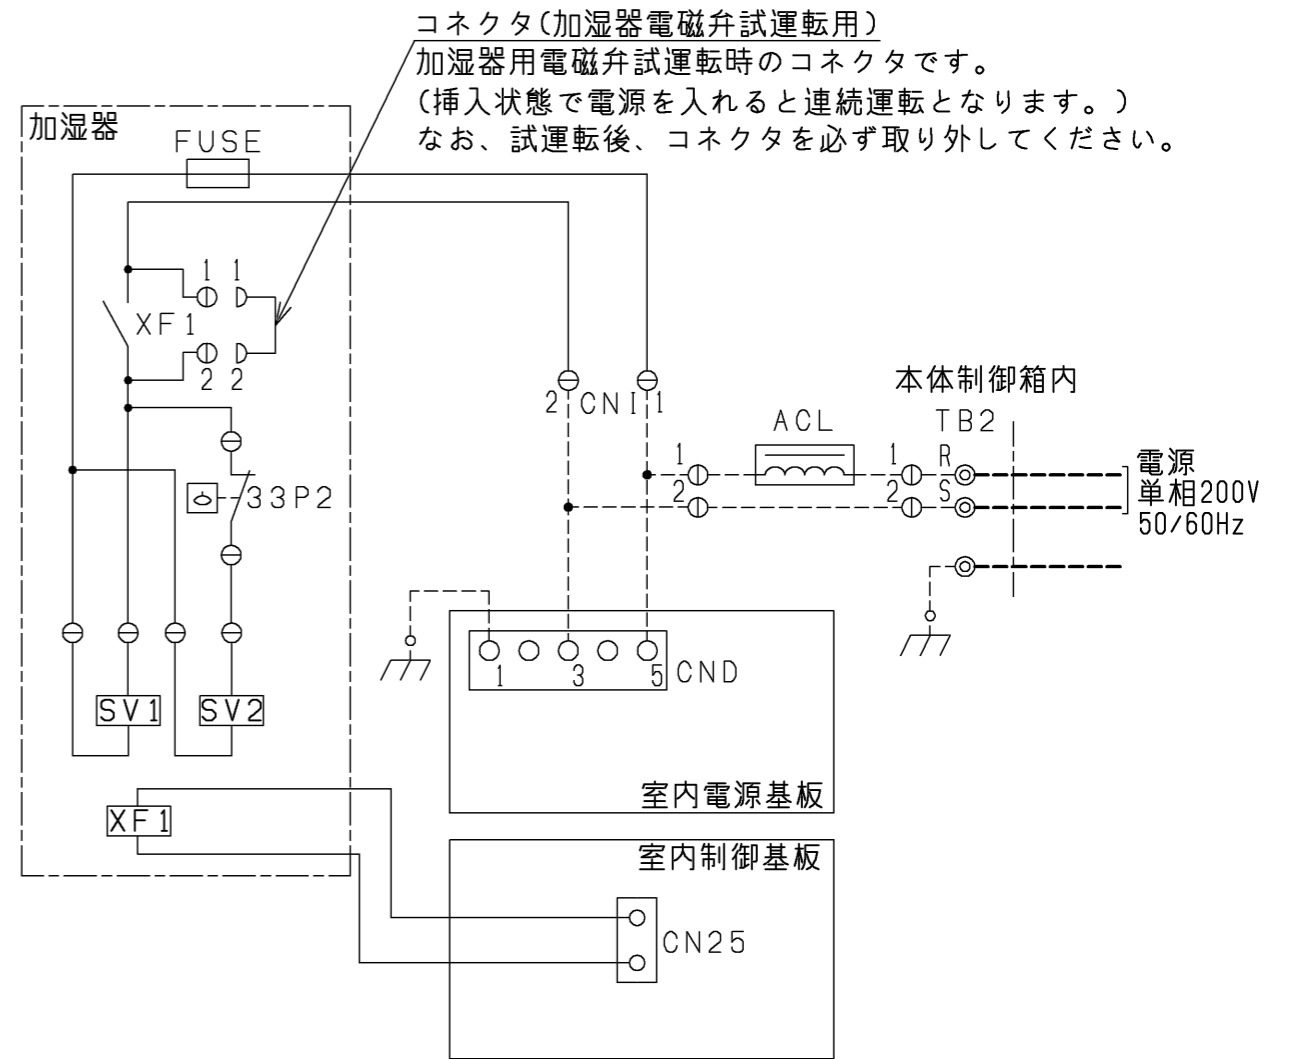 コネクタ(加湿器電磁弁試運転用)
加湿器用電磁弁試運転時のコネクタです。
(挿入状態で電源を入れると連続運転となります。)
なお、試運転後、コネクタを必ず取り外してください。
加湿器
FUSE
1 1
XF1
2 2
33P2
SV1 SV2
XF1
2 CNI 1
本体制御箱内
ACL
TB2
1 1 R
2 2 S
電源
単相200V
50/60Hz
1 3 5 CND
室内電源基板
室内制御基板
CN25